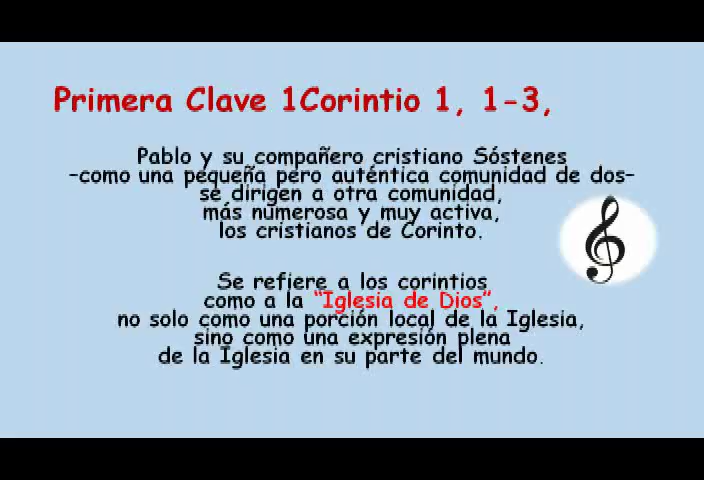 Primera Clave 1Corintio 1, 1-3,
Pablo y su compañero cristiano Sóstenes
-como una pequeña pero auténtica comunidad de dos-
se dirigen a otra comunidad,
más numerosa y muy activa,
los cristianos de Corinto.
Se refiere a los corintios
como a la “Iglesia de Dios”,
no solo como una porción local de la Iglesia,
sino como una expresión plena
de la Iglesia en su parte del mundo.